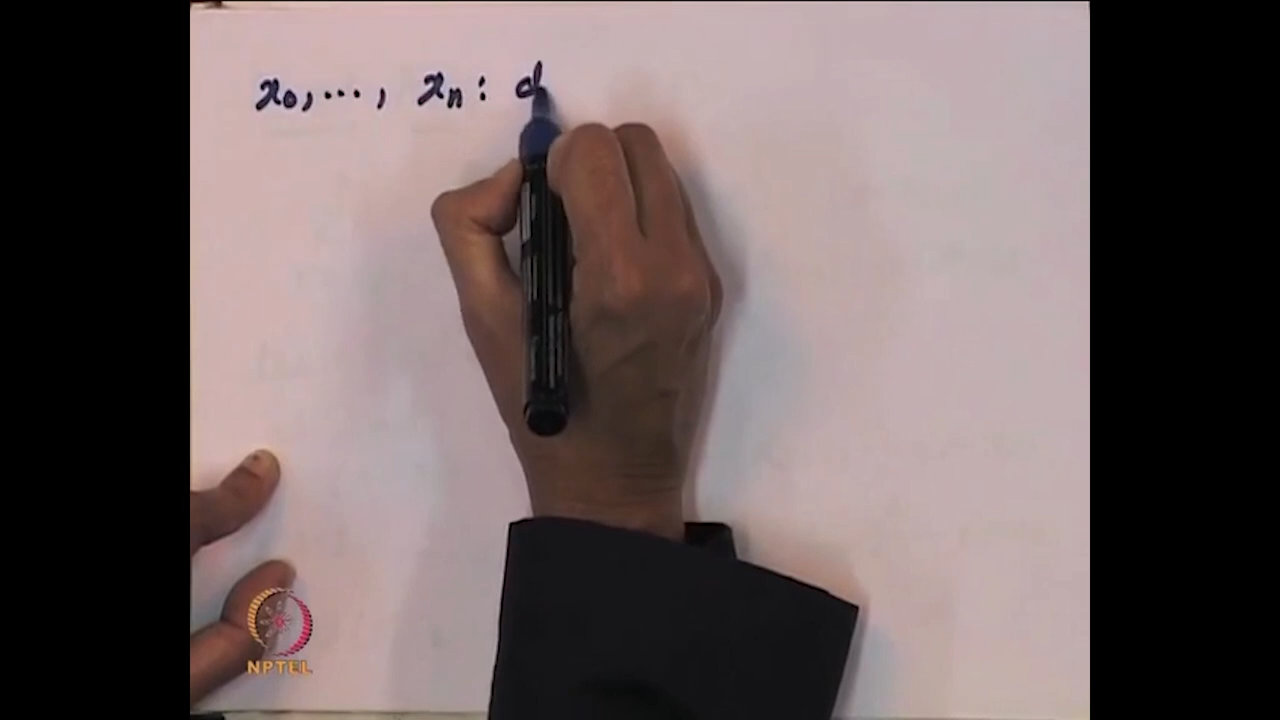 x₀, ..., xₙ : d
NPTEL